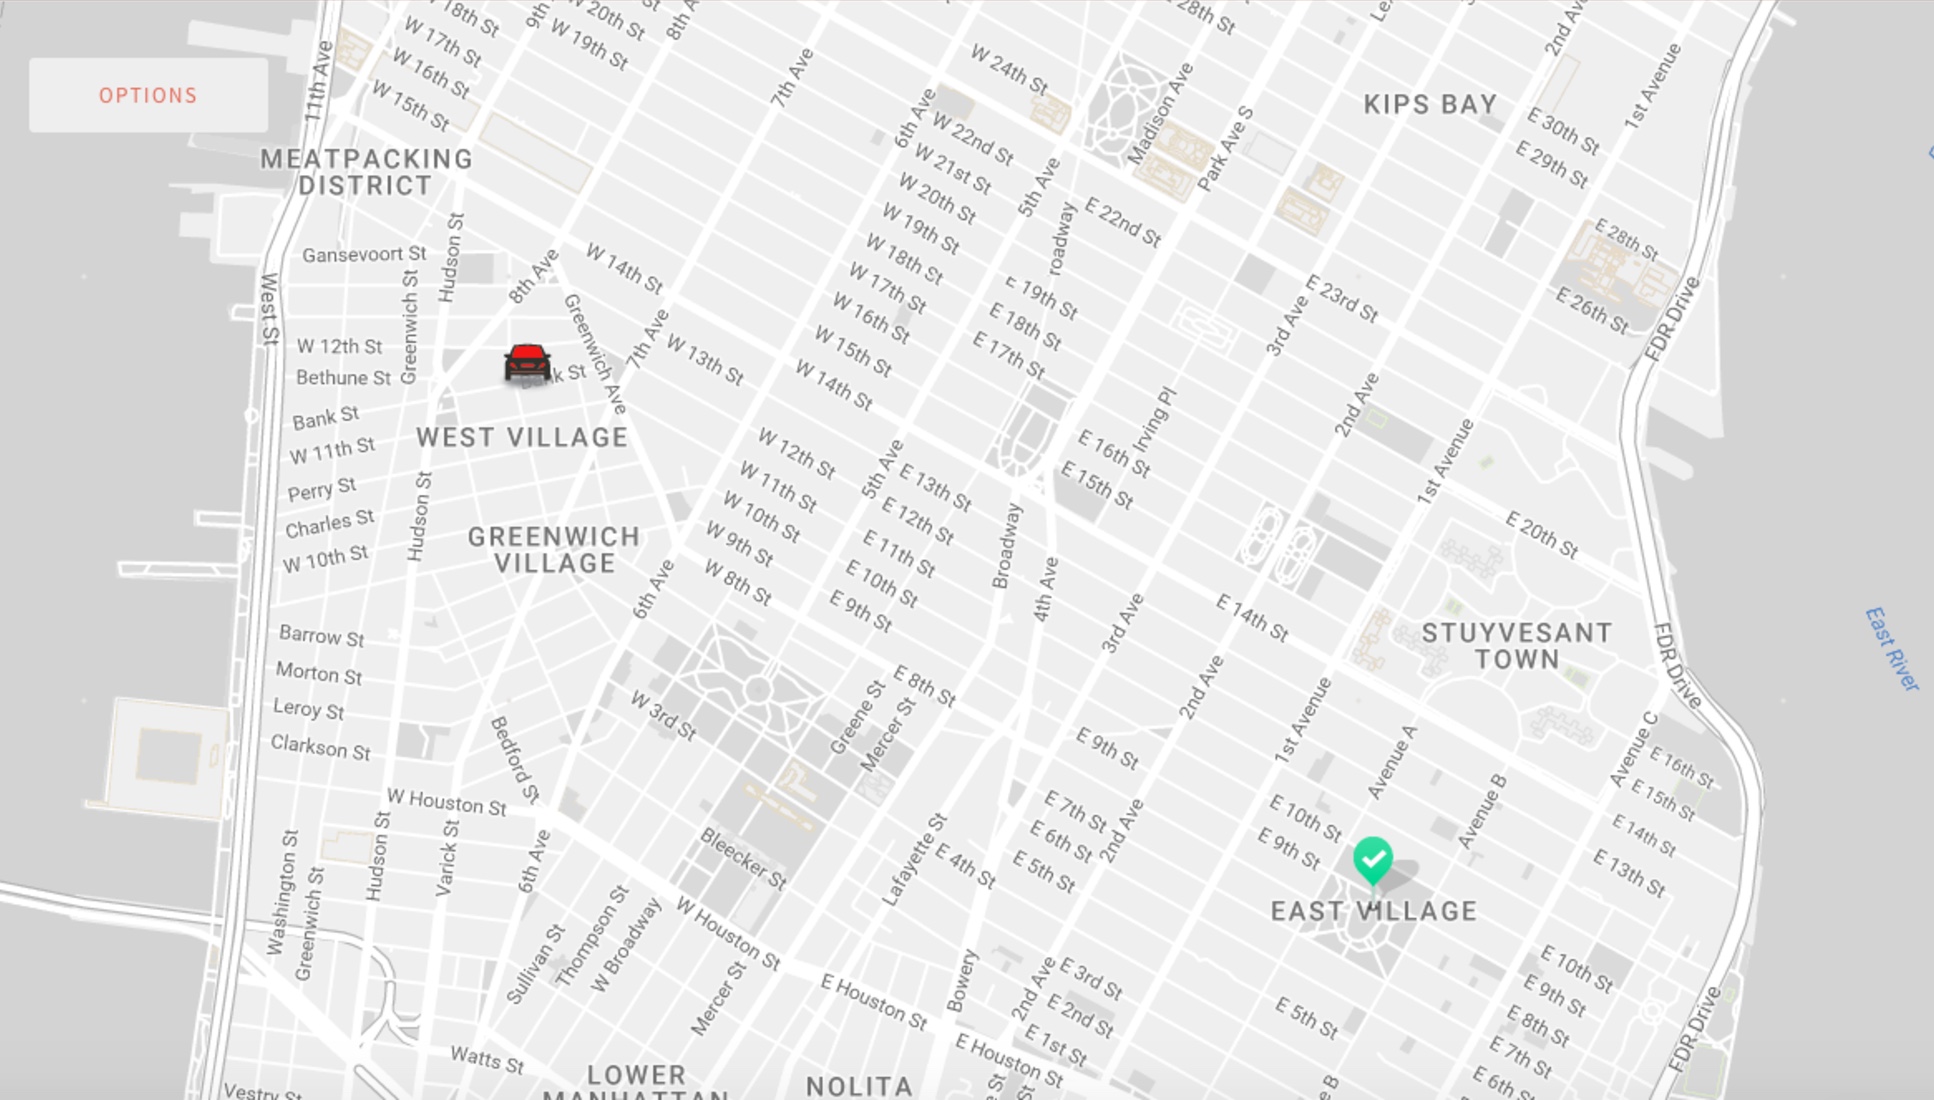 W 18th St
9th
W 20th St
8th A
28th St
Le
2nd Av
W 17th St
W 19th St
W 16th St
W 24th St
11th Ave
7th Ave
Madison Ave
KIPS BAY
1st Avenue
OPTIONS
W 15th St
6th Ave
W 22nd St
Park Ave S
E 30th St
MEATPACKING
DISTRICT
W 21st St
5th Ave
E 29th St
W 20th St
E 22nd St
Hudson St
W 19th St
roadway
E 28th St
Gansevoort St
8th Ave
W 14th St
W 18th St
West St
Greenwich St
W 17th St
E 19th St
E 23rd St
E 26th St
FDR Drive
Greenwich Ave
7th Ave
W 16th St
E 18th St
3rd Ave
W 12th St
W 13th St
W 15th St
E 17th St
Bethune St
nk St
W 14th St
2nd Ave
Bank St
Irving Pl
WEST VILLAGE
W 12th St
5th Ave
E 16th St
1st Avenue
W 11th St
W 11th St
E 13th St
E 15th St
Perry St
Hudson St
W 10th St
E 12th St
Charles St
GREENWICH
VILLAGE
W 9th St
E 11th St
Broadway
E 20th St
W 10th St
6th Ave
W 8th St
E 10th St
4th Ave
E 9th St
3rd Ave
E 14th St
STUYVESANT
TOWN
East River
Barrow St
FDR Drive
Morton St
E 8th St
2nd Ave
Leroy St
W 3rd St
Greene St
Mercer St
1st Avenue
Clarkson St
Bedford St
E 9th St
Avenue A
Avenue C
E 16th St
W Houston St
E 7th St
E 10th St
Avenue B
E 15th St
Hudson St
Varick St
6th Ave
Lafayette St
E 6th St
2nd Ave
E 9th St
E 14th St
Washington St
Greenwich St
Bleecker St
E 4th St
E 5th St
E 13th St
EAST VILLAGE
W Houston St
Sullivan St
Thompson St
W Broadway
E 10th St
Mercer St
E Houston St
Bowery
2nd Ave
E 3rd St
E 9th St
E 2nd St
E 5th St
E 8th St
FDR Drive
E 1st St
E 7th St
Watts St
E Houston St
E 6th St
LOWER
MANHATTAN
NOLITA
Vestry St
e St
St
B